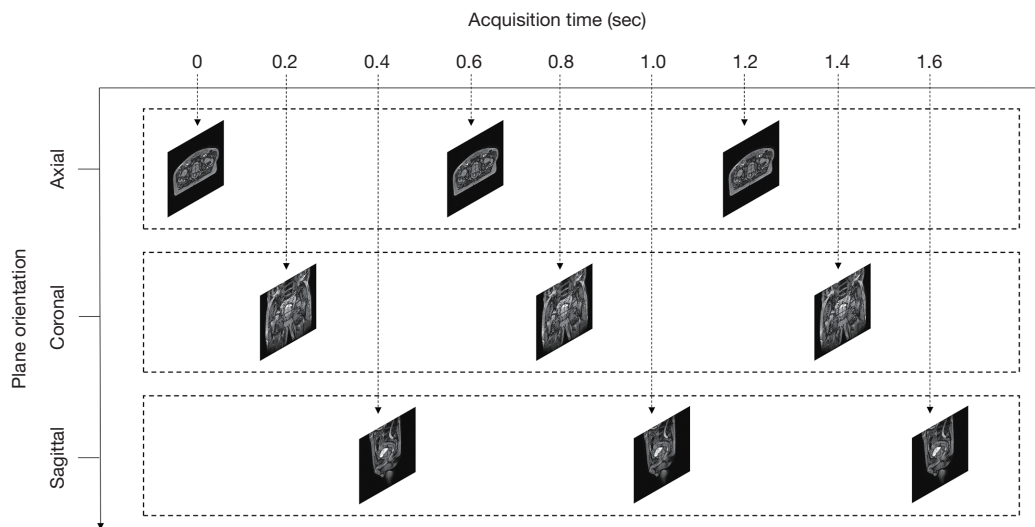 Acquisition time (sec)
0 0.2 0.4 0.6 0.8 1.0 1.2 1.4 1.6
Plane orientation
Axial
Coronal
Sagittal